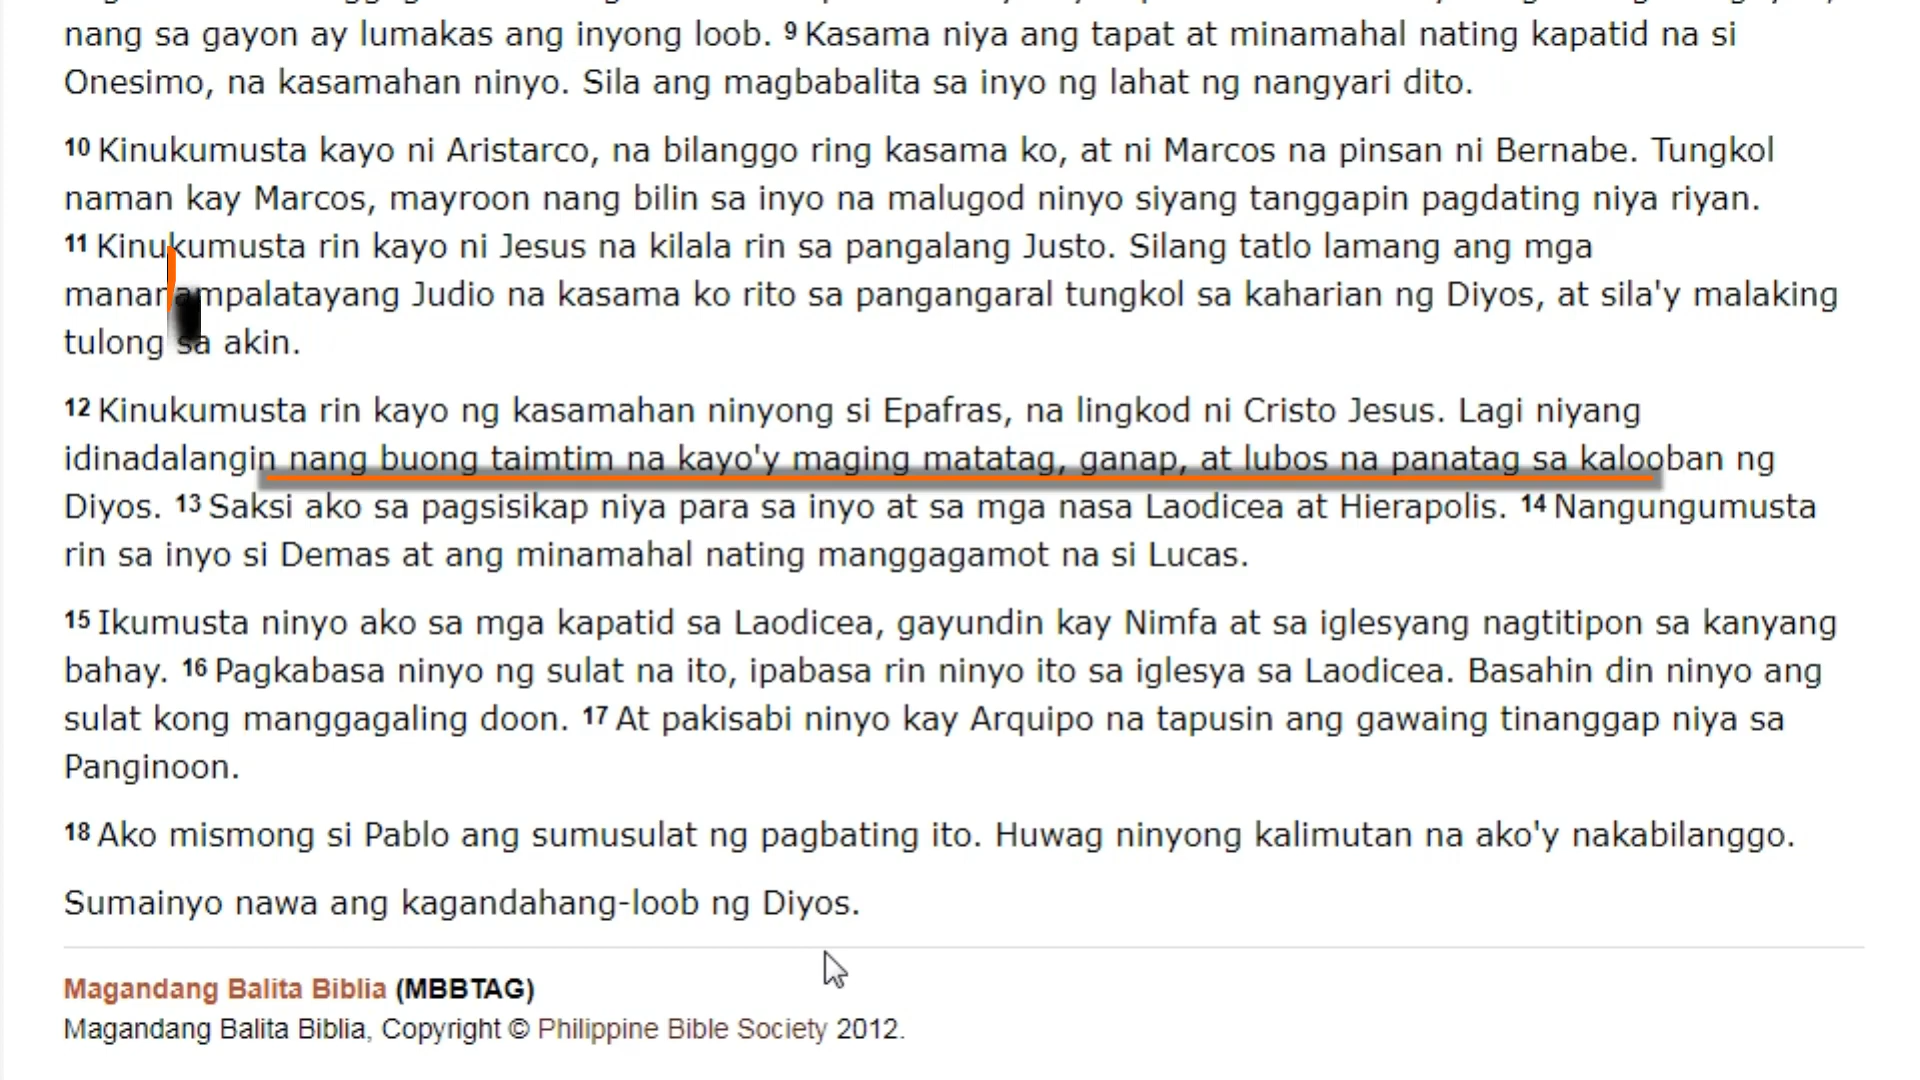 nang sa gayon ay lumakas ang inyong loob. 9 Kasama niya ang tapat at minamahal nating kapatid na si
Onesimo, na kasamahan ninyo. Sila ang magbabalita sa inyo ng lahat ng nangyari dito.
10 Kinukumusta kayo ni Aristarco, na bilanggo ring kasama ko, at ni Marcos na pinsan ni Bernabe. Tungkol
naman kay Marcos, mayroon nang bilin sa inyo na malugod ninyo siyang tanggapin pagdating niya riyan.
11 Kinukumusta rin kayo ni Jesus na kilala rin sa pangalang Justo. Silang tatlo lamang ang mga
mananampalatayang Judio na kasama ko rito sa pangangaral tungkol sa kaharian ng Diyos, at sila'y malaking
tulong sa akin.
12 Kinukumusta rin kayo ng kasamahan ninyong si Epafras, na lingkod ni Cristo Jesus. Lagi niyang
idinadalangin nang buong taimtim na kayo'y maging matatag, ganap, at lubos na panatag sa kalooban ng
Diyos. 13 Saksi ako sa pagsisikap niya para sa inyo at sa mga nasa Laodicea at Hierapolis. 14 Nangungumusta
rin sa inyo si Demas at ang minamahal nating manggagamot na si Lucas.
15 Ikumusta ninyo ako sa mga kapatid sa Laodicea, gayundin kay Nimfa at sa iglesyang nagtitipon sa kanyang
bahay. 16 Pagkabasa ninyo ng sulat na ito, ipabasa rin ninyo ito sa iglesya sa Laodicea. Basahin din ninyo ang
sulat kong manggagaling doon. 17 At pakisabi ninyo kay Arquipo na tapusin ang gawaing tinanggap niya sa
Panginoon.
18 Ako mismong si Pablo ang sumusulat ng pagbating ito. Huwag ninyong kalimutan na ako'y nakabilanggo.
Sumainyo nawa ang kagandahang-loob ng Diyos.
Magandang Balita Biblia (MBBTAG)
Magandang Balita Biblia, Copyright © Philippine Bible Society 2012.